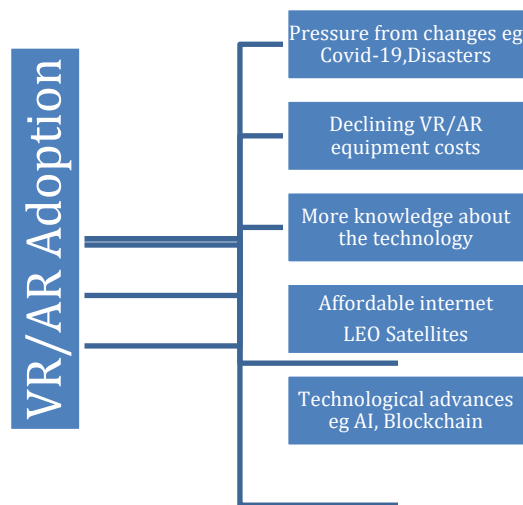 VR/AR Adoption
Pressure from changes eg
Covid-19,Disasters
Declining VR/AR
equipment costs
More knowledge about
the technology
Affordable internet
LEO Satellites
Technological advances
eg AI, Blockchain